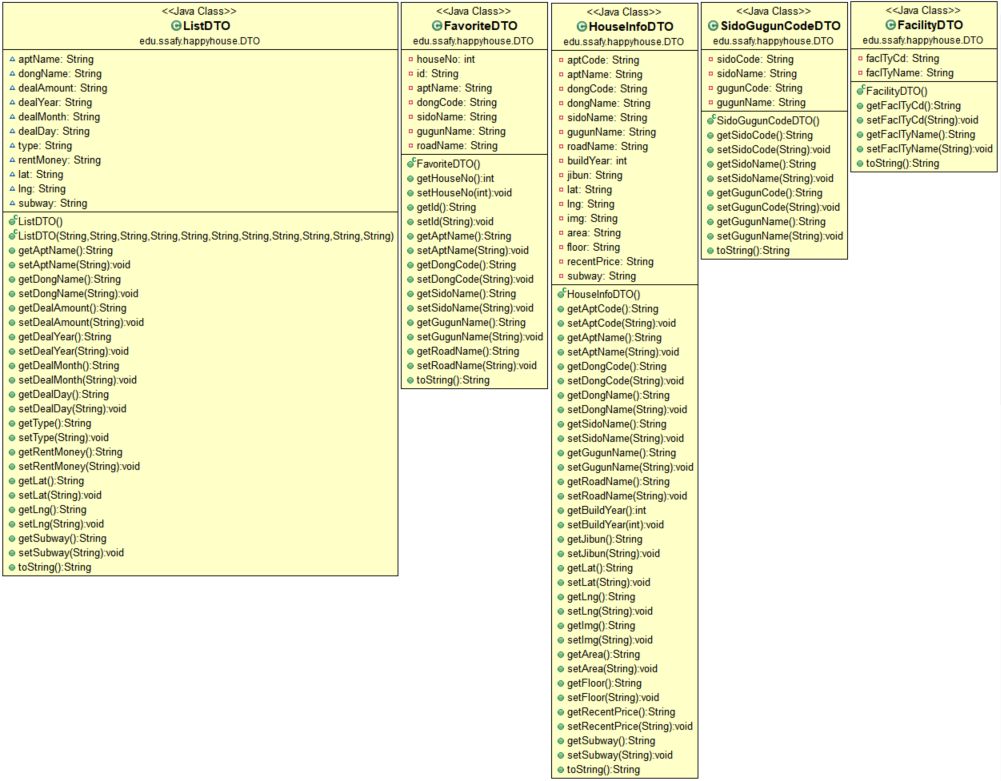 <<Java Class>>
ListDTO
edu.ssafy.happyhouse.DTO
aptName: String
dongName: String
dealAmount: String
dealYear: String
dealMonth: String
dealDay: String
type: String
rentMoney: String
lat: String
lng: String
subway: String
ListDTO()
ListDTO(String,String,String,String,String,String,String,String,String,String,String)
getAptName():String
setAptName(String):void
getDongName():String
setDongName(String):void
getDealAmount():String
setDealAmount(String):void
getDealYear():String
setDealYear(String):void
getDealMonth():String
setDealMonth(String):void
getDealDay():String
setDealDay(String):void
getType():String
setType(String):void
getRentMoney():String
setRentMoney(String):void
getLat():String
setLat(String):void
getLng():String
setLng(String):void
getSubway():String
setSubway(String):void
toString():String
<<Java Class>>
FavoriteDTO
edu.ssafy.happyhouse.DTO
houseNo: int
id: String
aptName: String
dongCode: String
sidoName: String
gugunName: String
roadName: String
FavoriteDTO()
getHouseNo():int
setHouseNo(int):void
getId():String
setId(String):void
getAptName():String
setAptName(String):void
getDongCode():String
setDongCode(String):void
getSidoName():String
setSidoName(String):void
getGugunName():String
setGugunName(String):void
getRoadName():String
setRoadName(String):void
toString():String
<<Java Class>>
HouseInfoDTO
edu.ssafy.happyhouse.DTO
aptCode: String
aptName: String
dongCode: String
dongName: String
sidoName: String
gugunName: String
roadName: String
buildYear: int
jibun: String
lat: String
lng: String
img: String
area: String
floor: String
recentPrice: String
subway: String
HouseInfoDTO()
getAptCode():String
setAptCode(String):void
getAptName():String
setAptName(String):void
getDongCode():String
setDongCode(String):void
getDongName():String
setDongName(String):void
getSidoName():String
setSidoName(String):void
getGugunName():String
setGugunName(String):void
getRoadName():String
setRoadName(String):void
getBuildYear():int
setBuildYear(int):void
getJibun():String
setJibun(String):void
getLat():String
setLat(String):void
getLng():String
setLng(String):void
getImg():String
setImg(String):void
getArea():String
setArea(String):void
getFloor():String
setFloor(String):void
getRecentPrice():String
setRecentPrice(String):void
getSubway():String
setSubway(String):void
toString():String
<<Java Class>>
SidoGugunCodeDTO
edu.ssafy.happyhouse.DTO
sidoCode: String
sidoName: String
gugunCode: String
gugunName: String
SidoGugunCodeDTO()
getSidoCode():String
setSidoCode(String):void
getSidoName():String
setSidoName(String):void
getGugunCode():String
setGugunCode(String):void
getGugunName():String
setGugunName(String):void
toString():String
<<Java Class>>
FacilityDTO
edu.ssafy.happyhouse.DTO
faclTyCd: String
faclTyName: String
FacilityDTO()
getFaclTyCd():String
setFaclTyCd(String):void
getFaclTyName():String
setFaclTyName(String):void
toString():String